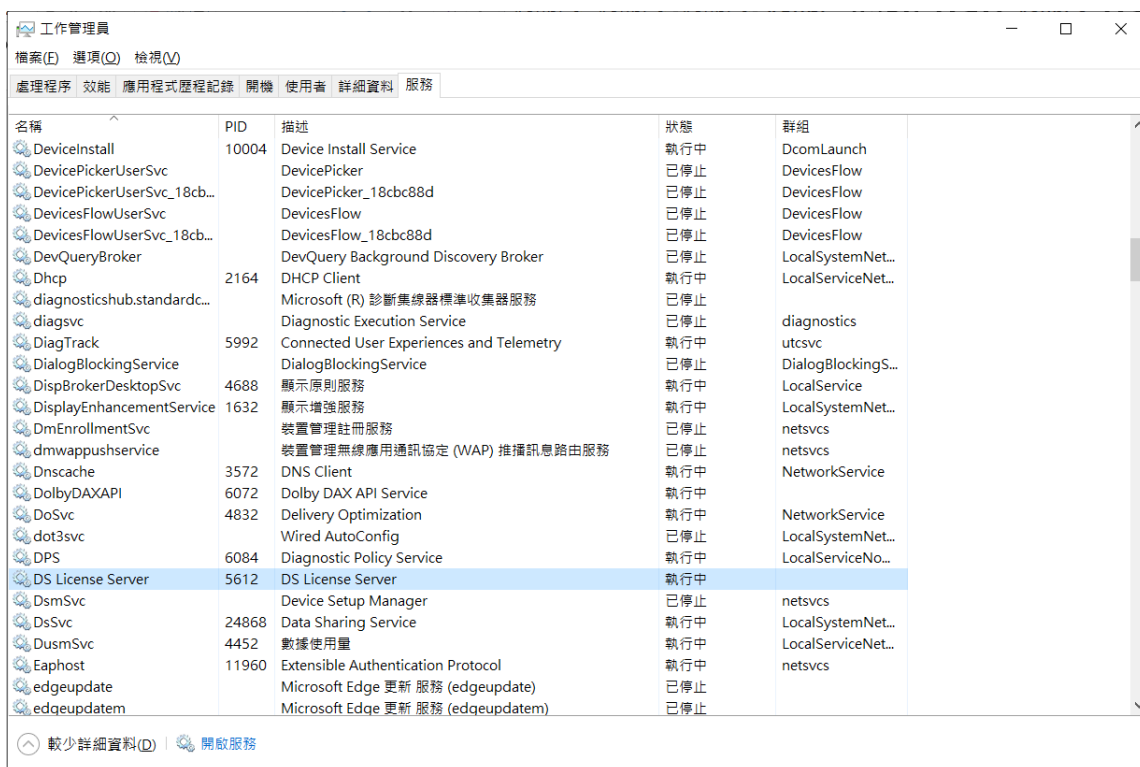 工作管理員
檔案(F) 選項(O) 檢視(V)
處理程序 效能 應用程式歷程記錄 開機 使用者 詳細資料 服務
名稱 PID 描述 狀態 群組
DeviceInstall 10004 Device Install Service 執行中 DcomLaunch
DevicePickerUserSvc DevicePicker 已停止 DevicesFlow
DevicePickerUserSvc_18cb... DevicePicker_18cbc88d 已停止 DevicesFlow
DevicesFlowUserSvc DevicesFlow 已停止 DevicesFlow
DevicesFlowUserSvc_18cb... DevicesFlow_18cbc88d 已停止 DevicesFlow
DevQueryBroker DevQuery Background Discovery Broker 已停止 LocalSystemNet...
Dhcp 2164 DHCP Client 執行中 LocalServiceNet...
diagnosticshub.standardc... Microsoft (R) 診斷集線器標準收集器服務 已停止
diagsvc Diagnostic Execution Service 已停止 diagnostics
DiagTrack 5992 Connected User Experiences and Telemetry 執行中 utcsvc
DialogBlockingService DialogBlockingService 已停止 DialogBlockingS...
DispBrokerDesktopSvc 4688 顯示原則服務 執行中 LocalService
DisplayEnhancementService 1632 顯示增強服務 執行中 LocalSystemNet...
DmEnrollmentSvc 裝置管理註冊服務 已停止 netsvcs
dmwappushservice 裝置管理無線應用通訊協定 (WAP) 推播訊息路由服務 已停止 netsvcs
Dnscache 3572 DNS Client 執行中 NetworkService
DolbyDAXAPI 6072 Dolby DAX API Service 執行中
DoSvc 4832 Delivery Optimization 執行中 NetworkService
dot3svc Wired AutoConfig 已停止 LocalSystemNet...
DPS 6084 Diagnostic Policy Service 執行中 LocalServiceNo...
DS License Server 5612 DS License Server 執行中
DsmSvc Device Setup Manager 已停止 netsvcs
DsSvc 24868 Data Sharing Service 執行中 LocalSystemNet...
DusmSvc 4452 數據使用量 執行中 LocalServiceNet...
Eaphost 11960 Extensible Authentication Protocol 執行中 netsvcs
edgeupdate Microsoft Edge 更新 服務 (edgeupdate) 已停止
edgeupdatem Microsoft Edge 更新 服務 (edgeupdatem) 已停止
較少詳細資料(D) 開啟服務